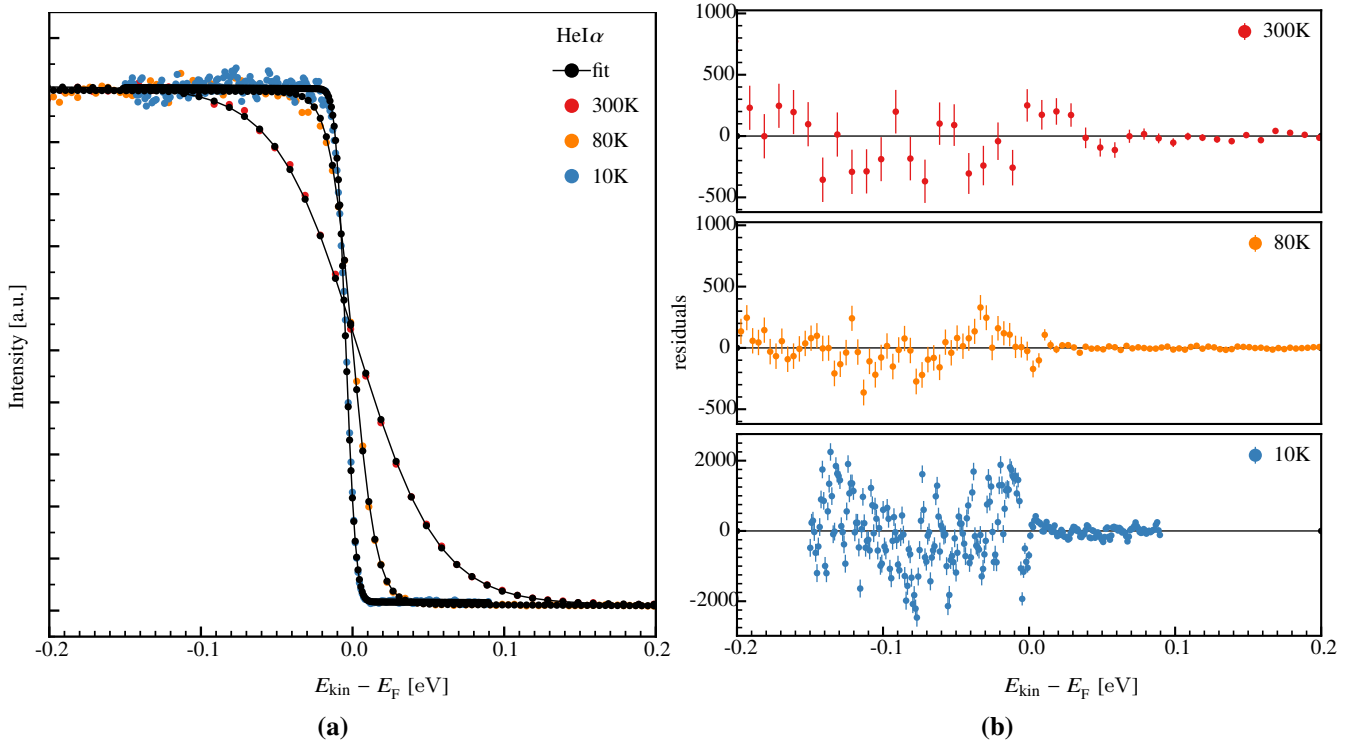 HeIα
fit
300K
80K
10K
Intensity [a.u.]
-0.2
-0.1
0.0
0.1
0.2
E_kin − E_F [eV]
(a)
1000
500
0
-500
300K
1000
500
0
-500
80K
residuals
2000
0
-2000
10K
-0.2
-0.1
0.0
0.1
0.2
E_kin − E_F [eV]
(b)